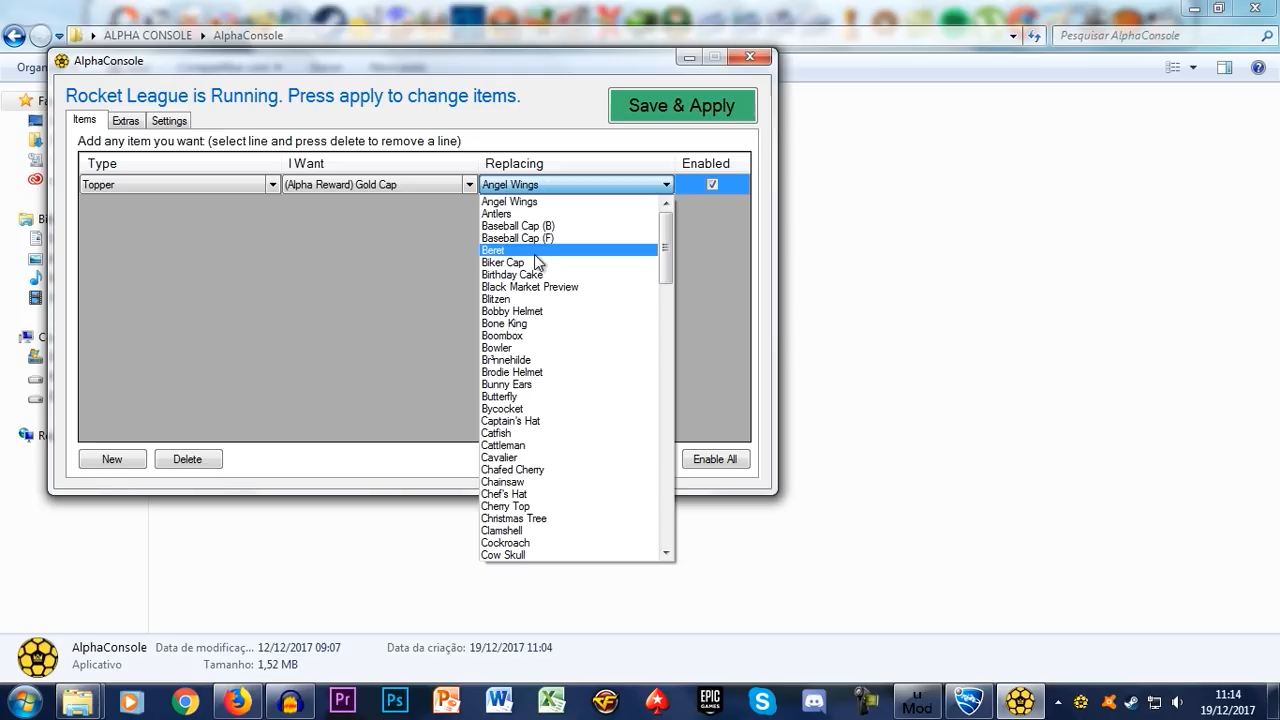 ALPHA CONSOLE AlphaConsole
Pesquisar AlphaConsole
Organ
AlphaConsole
Rocket League is Running. Press apply to change items.
Save & Apply
Items Extras Settings
Add any item you want: (select line and press delete to remove a line)
Type I Want Replacing Enabled
Topper (Alpha Reward) Gold Cap Angel Wings
Angel Wings
Antlers
Baseball Cap (B)
Baseball Cap (F)
Beret
Biker Cap
Birthday Cake
Black Market Preview
Blitzen
Bobby Helmet
Bone King
Boombox
Bowler
Br³nnehilde
Brodie Helmet
Bunny Ears
Butterfly
Bycocket
Captain's Hat
Catfish
Cattleman
Cavalier
Chafed Cherry
Chainsaw
Chef's Hat
Cherry Top
Christmas Tree
Clamshell
Cockroach
Cow Skull
New Delete Enable All
AlphaConsole Data de modificaç... 12/12/2017 09:07 Data da criação: 19/12/2017 11:04
Aplicativo Tamanho: 1,52 MB
Pr Ps EPIC GAMES u Mod
11:14
19/12/2017